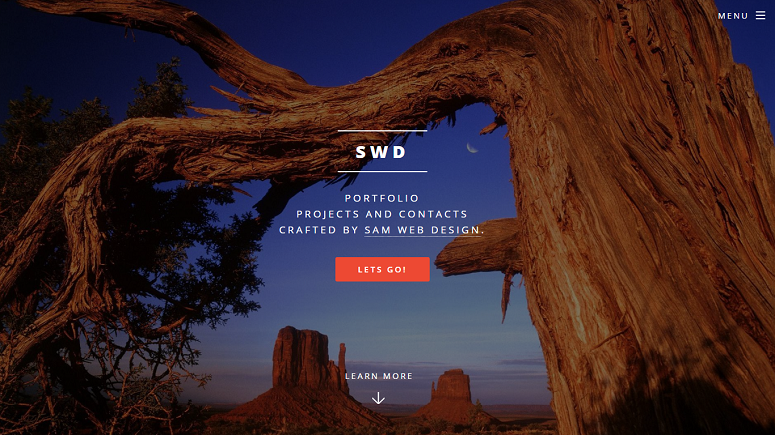 MENU
SWD
PORTFOLIO
PROJECTS AND CONTACTS
CRAFTED BY SAM WEB DESIGN.
LETS GO!
LEARN MORE